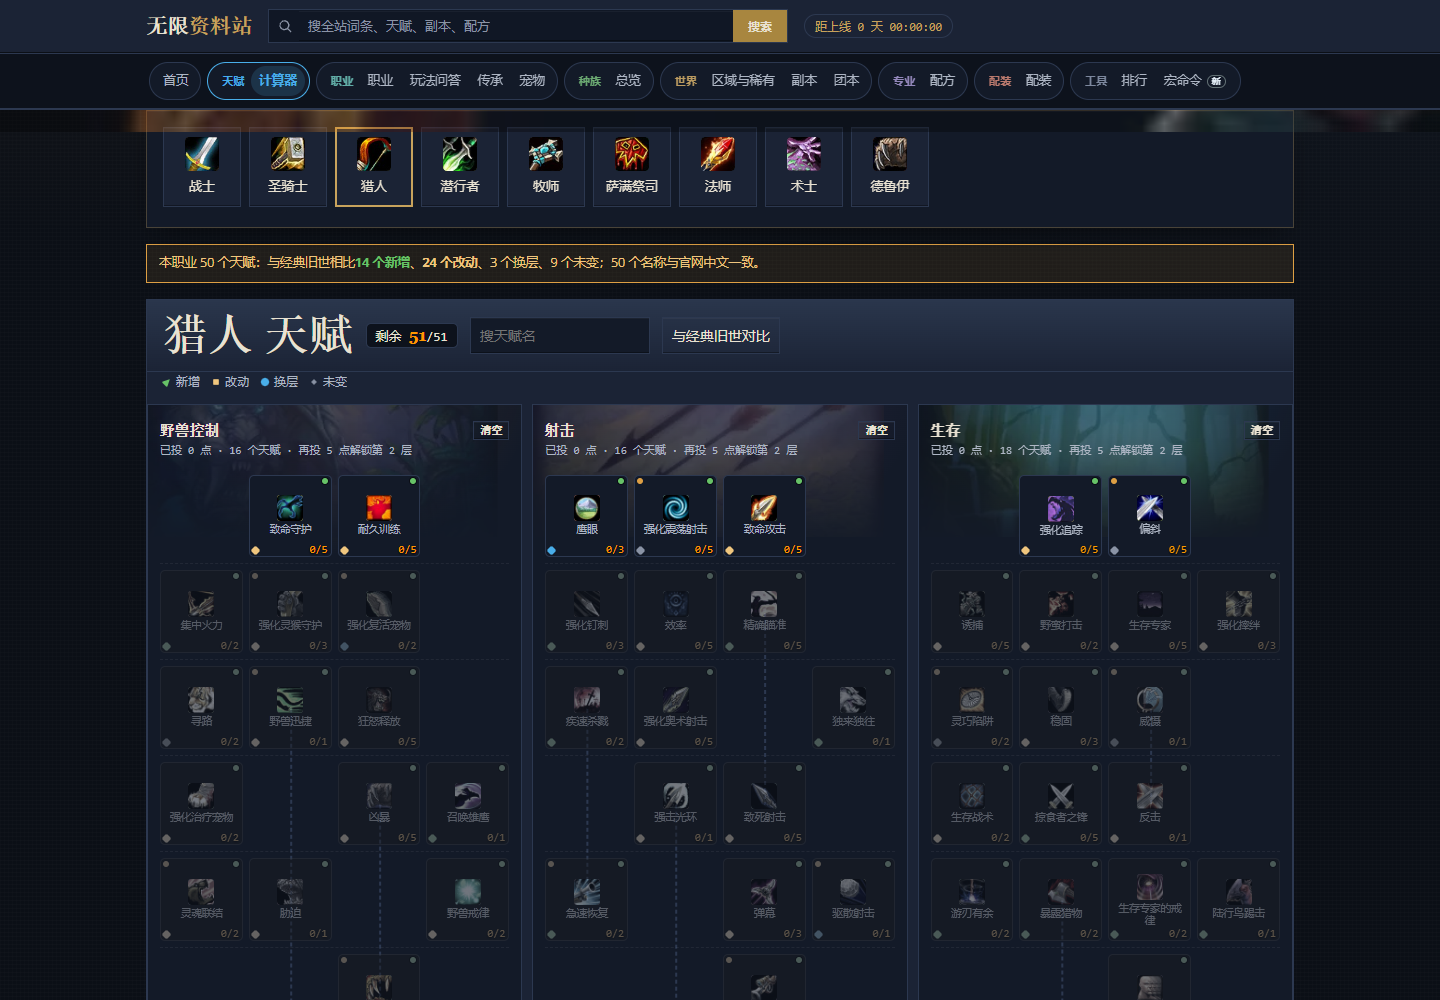 无限资料站 搜全站词条、天赋、副本、配方 搜索 距上线 0 天 00:00:00
首页 天赋 计算器 职业 职业 玩法问答 传承 宠物 种族 总览 世界 区域与稀有 副本 团本 专业 配方 配装 配装 工具 排行 宏命令 新
战士 圣骑士 猎人 潜行者 牧师 萨满祭司 法师 术士 德鲁伊
本职业 50 个天赋：与经典旧世相比14 个新增、24 个改动、3 个换层、9 个未变；50 个名称与官网中文一致。
猎人 天赋 剩余 51/51 搜天赋名 与经典旧世对比
新增 改动 换层 未变
野兽控制 清空
已投 0 点 · 16 个天赋 · 再投 5 点解锁第 2 层
致命守护 耐久训练
0/5 0/5
集中火力 强化灵猴守护 强化复活宠物
0/2 0/3 0/2
寻路 野兽迅捷 狂怒释放
0/2 0/1 0/5
强化治疗宠物 凶暴 召唤雄鹰
0/2 0/5 0/1
灵魂联结 胁迫 野兽戒律
0/2 0/1 0/2
射击 清空
已投 0 点 · 16 个天赋 · 再投 5 点解锁第 2 层
鹰眼 强化震荡射击 致命攻击
0/3 0/5 0/5
强化钉刺 效率 精确瞄准
0/3 0/5 0/5
疾速杀戮 强化奥术射击 独来独往
0/2 0/5 0/1
强击光环 致死射击
0/1 0/5
急速恢复 弹幕 驱散射击
0/2 0/3 0/1
生存 清空
已投 0 点 · 18 个天赋 · 再投 5 点解锁第 2 层
强化追踪 偏斜
0/5 0/5
诱捕 野蛮打击 生存专家 强化摔绊
0/5 0/2 0/5 0/3
灵巧陷阱 稳固 威慑
0/2 0/3 0/1
生存战术 掠食者之锋 反击
0/2 0/5 0/1
游刃有余 暴露猎物 生存专家的戒律 陆行鸟踢击
0/2 0/2 0/2 0/1